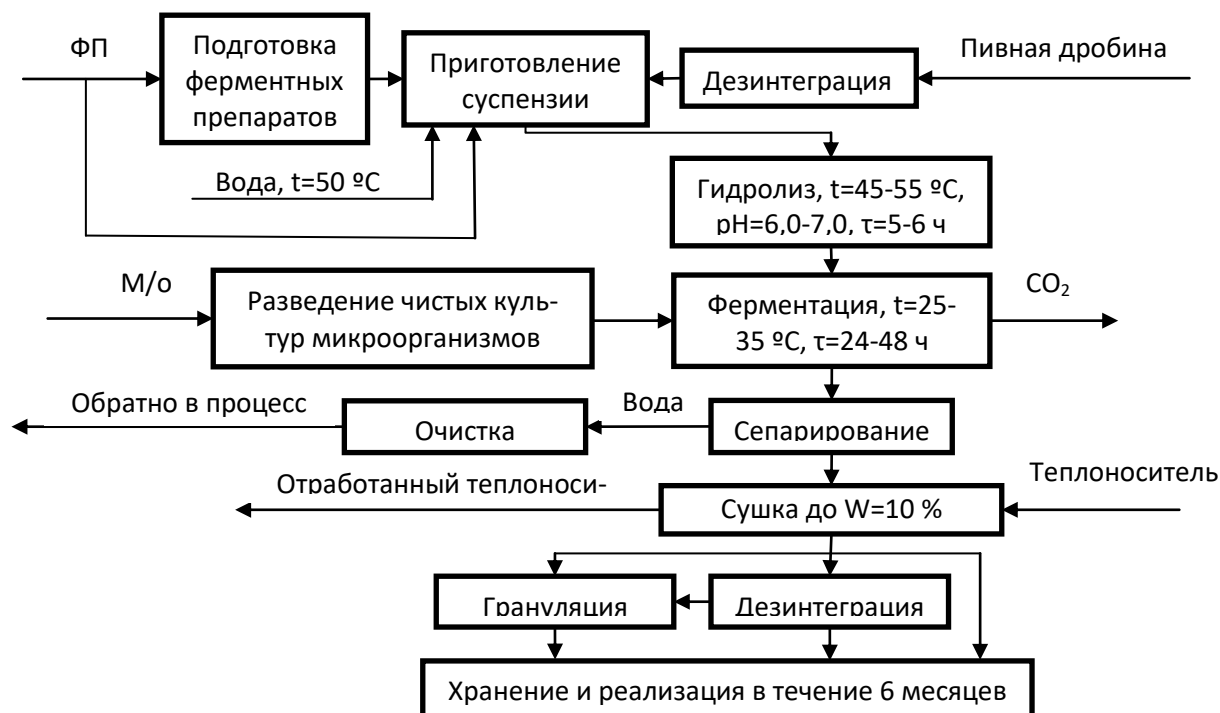 ФП
Подготовка
ферментных
препаратов
Приготовление
суспензии
Дезинтеграция
Пивная дробина
Вода, t=50 ºС
Гидролиз, t=45-55 ºС,
рН=6,0-7,0, τ=5-6 ч
М/о
Разведение чистых куль-
тур микроорганизмов
Ферментация, t=25-
35 ºС, τ=24-48 ч
СО₂
Обратно в процесс
Очистка
Вода
Сепарирование
Отработанный теплоноси-
Сушка до W=10 %
Теплоноситель
Грануляция
Дезинтеграция
Хранение и реализация в течение 6 месяцев